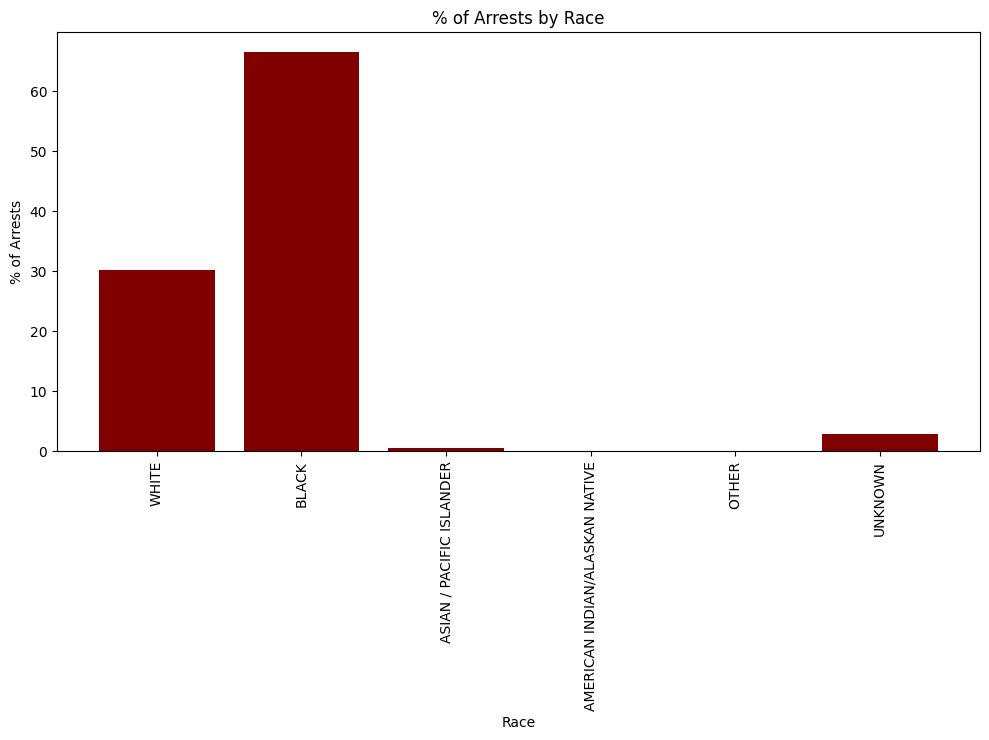 % of Arrests by Race
% of Arrests
60
50
40
30
20
10
0
WHITE
BLACK
ASIAN / PACIFIC ISLANDER
AMERICAN INDIAN/ALASKAN NATIVE
OTHER
UNKNOWN
Race